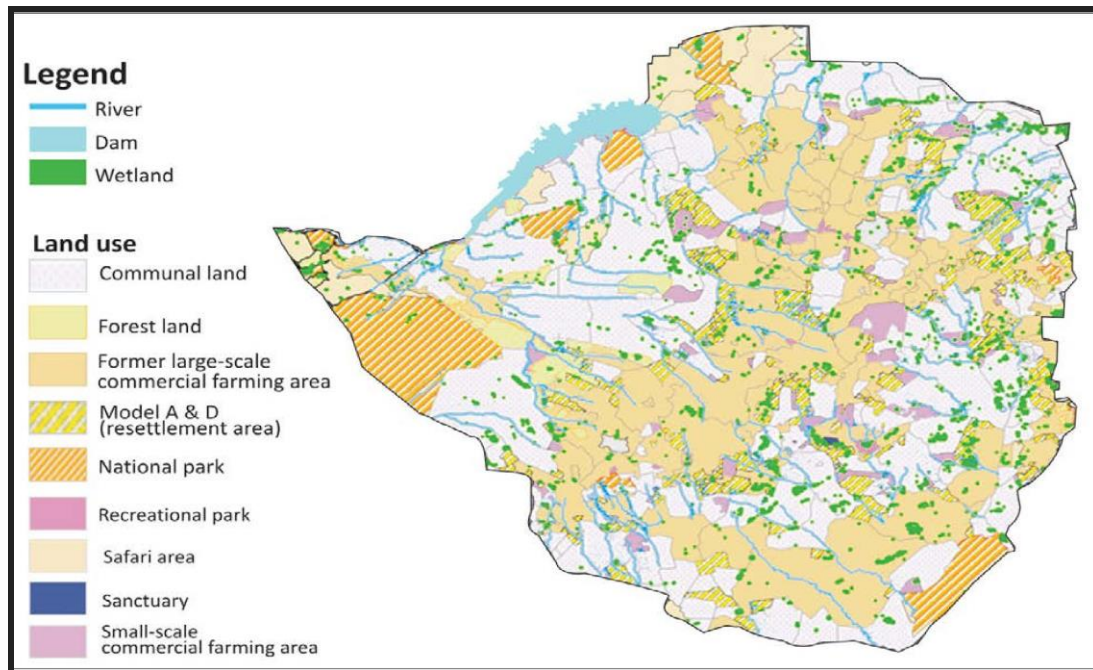 Legend
River
Dam
Wetland
Land use
Communal land
Forest land
Former large-scale
commercial farming area
Model A & D
(resettlement area)
National park
Recreational park
Safari area
Sanctuary
Small-scale
commercial farming area